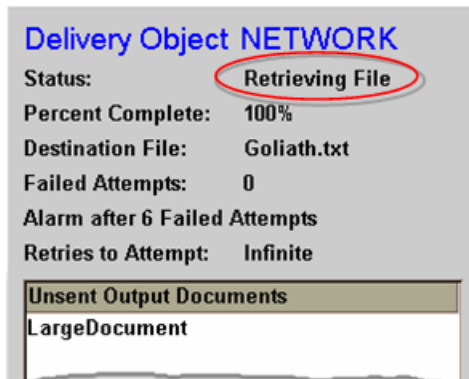 Delivery Object NETWORK
Status: Retrieving File
Percent Complete: 100%
Destination File: Goliath.txt
Failed Attempts: 0
Alarm after 6 Failed Attempts
Retries to Attempt: Infinite
Unsent Output Documents
LargeDocument